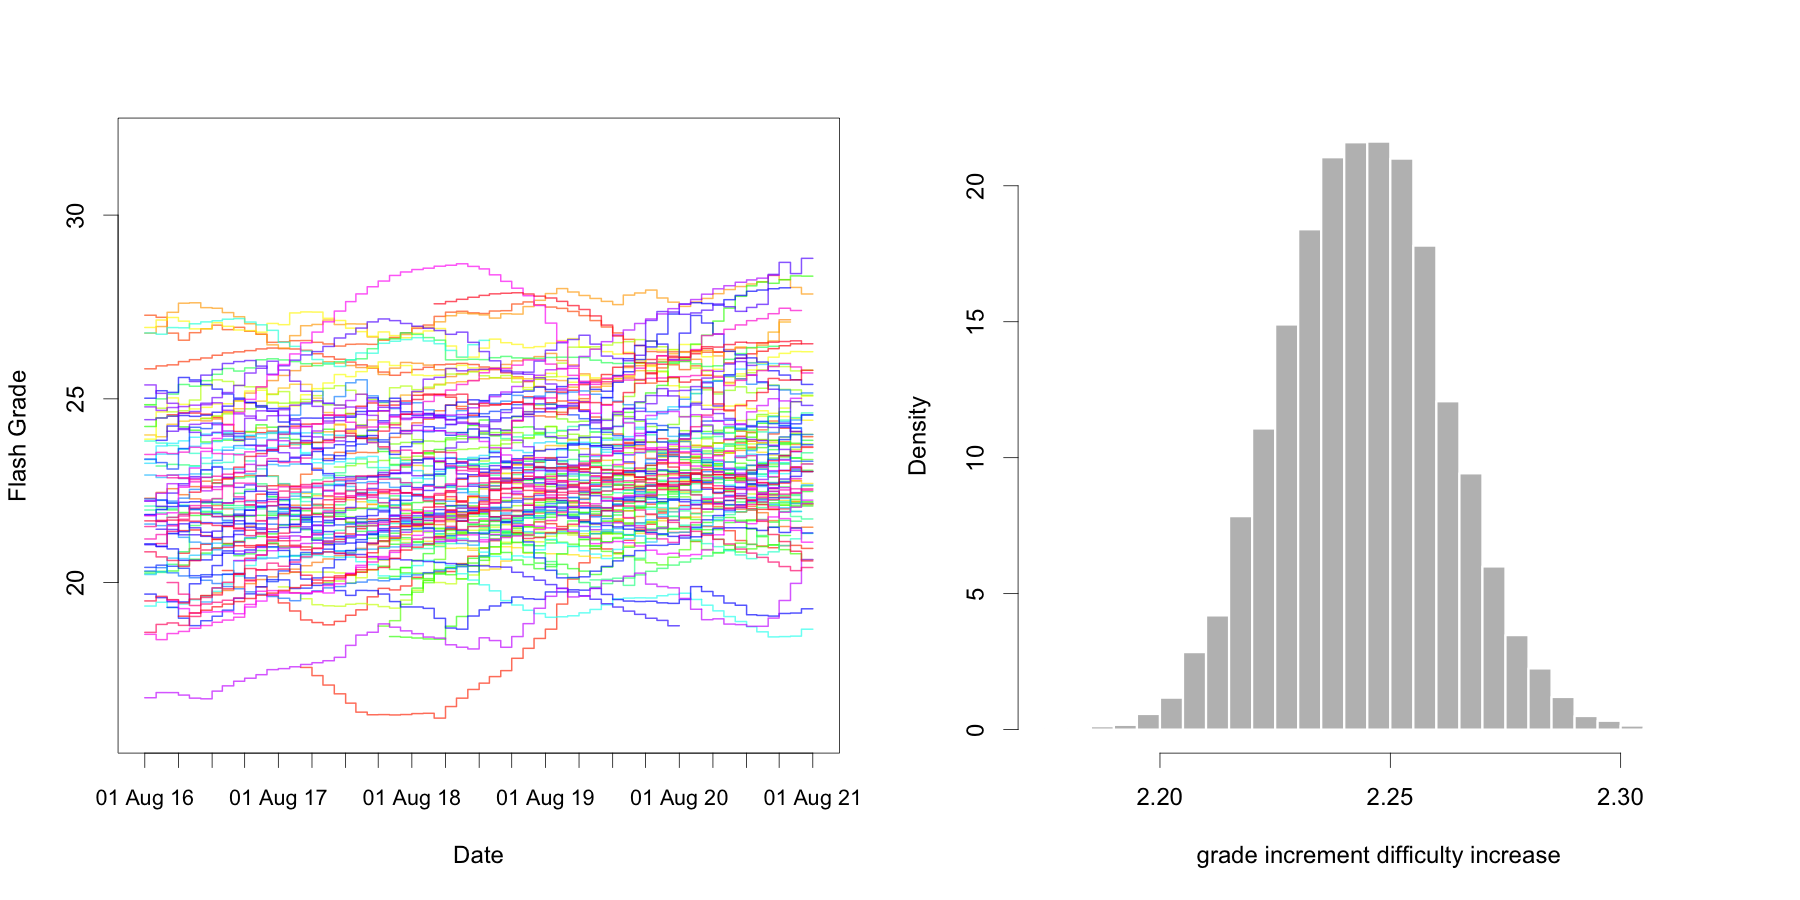 Flash Grade
30
25
20
01 Aug 16 01 Aug 17 01 Aug 18 01 Aug 19 01 Aug 20 01 Aug 21
Date
Density
20
15
10
5
0
2.20 2.25 2.30
grade increment difficulty increase